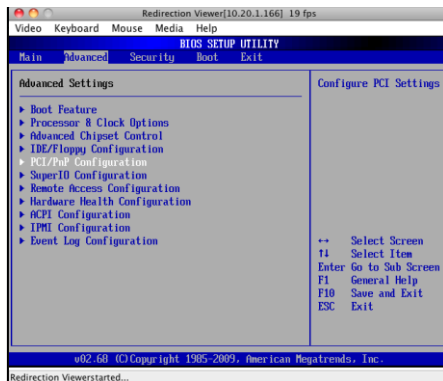 Redirection Viewer[10.20.1.166] 19 fps
Video Keyboard Mouse Media Help
BIOS SETUP UTILITY
Main Advanced Security Boot Exit
Advanced Settings
Configure PCI Settings
Boot Feature
Processor & Clock Options
Advanced Chipset Control
IDE/Floppy Configuration
PCI/PnP Configuration
SuperIO Configuration
Remote Access Configuration
Hardware Health Configuration
ACPI Configuration
IPMI Configuration
Event Log Configuration
↔ Select Screen
↑↓ Select Item
Enter Go to Sub Screen
F1 General Help
F10 Save and Exit
ESC Exit
v02.68 (C)Copyright 1985-2009, American Megatrends, Inc.
Redirection Viewerstarted...